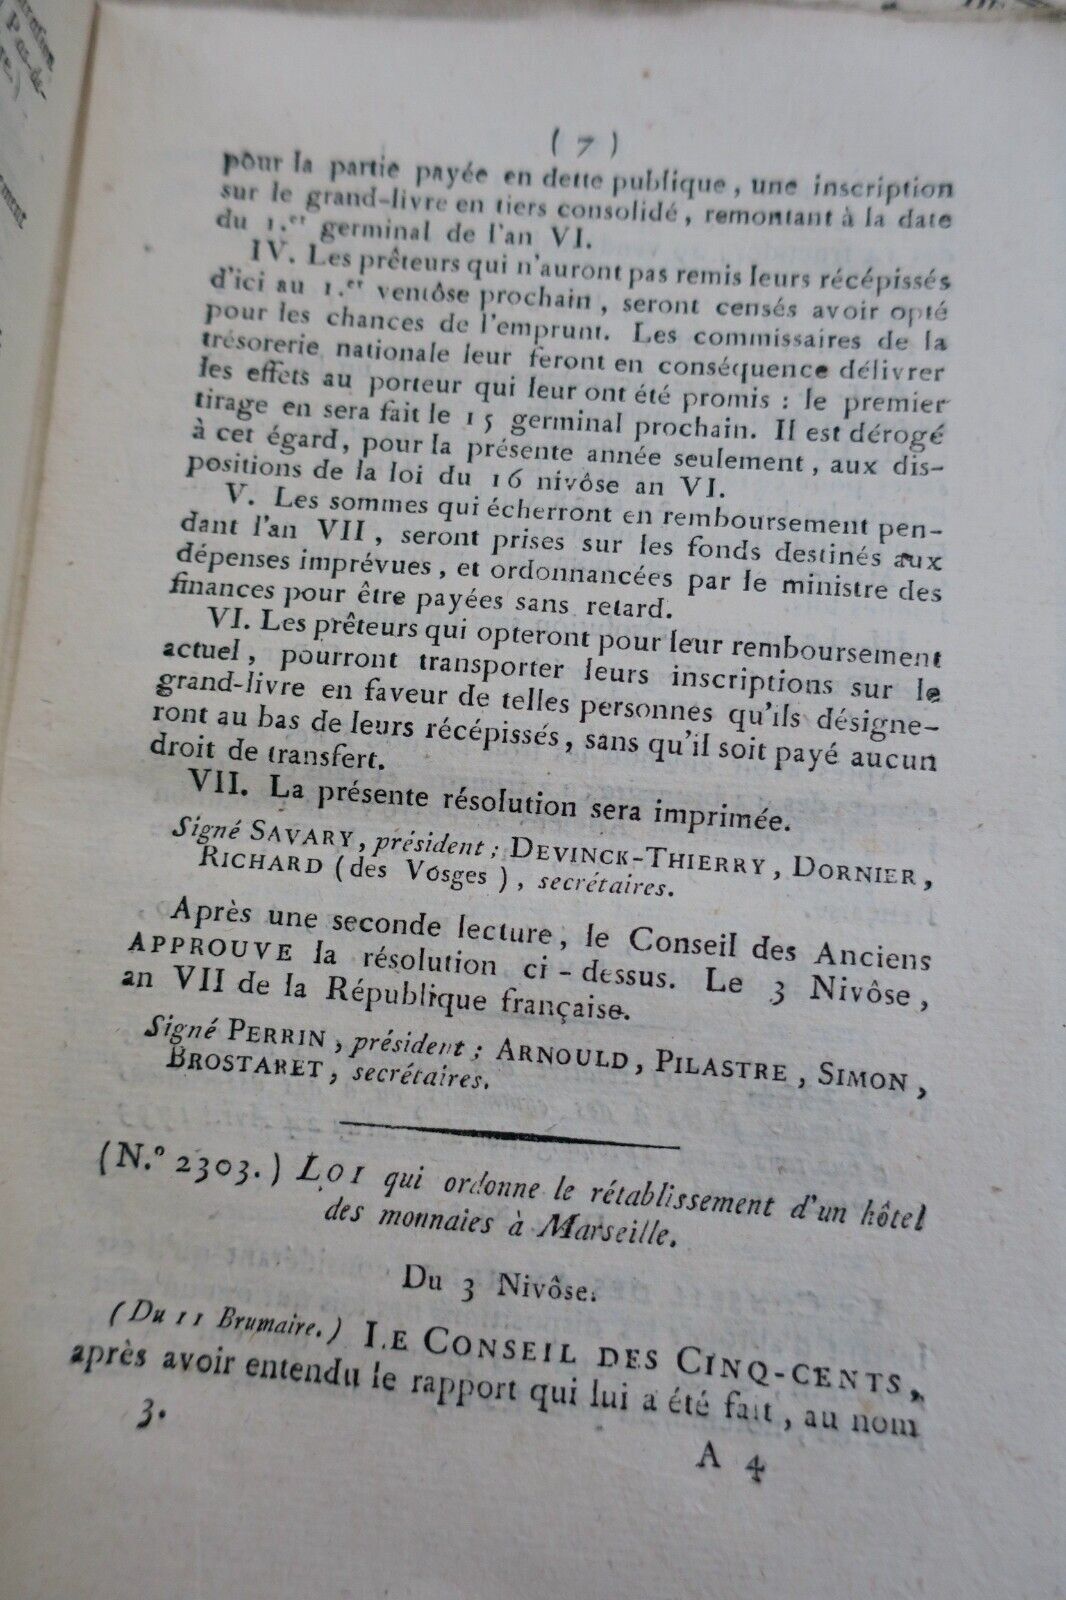 ( 7 )
pour la partie payée en dette publique, une inscription
sur le grand-livre en tiers consolidé, remontant à la date
du 1.er germinal de l'an VI.
IV. Les prêteurs qui n'auront pas remis leurs récépissés
d'ici au 1.er ventôse prochain, seront censés avoir opté
pour les chances de l'emprunt. Les commissaires de la
trésorerie nationale leur feront en conséquence délivrer
les effets au porteur qui leur ont été promis : le premier
tirage en sera fait le 15 germinal prochain. Il est dérogé
à cet égard, pour la présente année seulement, aux dis-
positions de la loi du 16 nivôse an VI.
V. Les sommes qui écherront en remboursement pen-
dant l'an VII, seront prises sur les fonds destinés aux
dépenses imprévues, et ordonnancées par le ministre des
finances pour être payées sans retard.
VI. Les prêteurs qui opteront pour leur remboursement
actuel, pourront transporter leurs inscriptions sur le
grand-livre en faveur de telles personnes qu'ils désigne-
ront au bas de leurs récépissés, sans qu'il soit payé aucun
droit de transfert.
VII. La présente résolution sera imprimée.
Signé SAVARY, président; DEVINCK-THIERRY, DORNIER,
RICHARD (des Vosges), secrétaires.
Après une seconde lecture, le Conseil des Anciens
APPROUVE la résolution ci-dessus. Le 3 Nivôse,
an VII de la République française.
Signé PERRIN, président; ARNOULD, PILASTRE, SIMON,
BROSTARET, secrétaires.
(N.° 2303.) LOI qui ordonne le rétablissement d'un hôtel
des monnaies à Marseille.
Du 3 Nivôse.
(Du 11 Brumaire.) LE CONSEIL DES CINQ-CENTS,
après avoir entendu le rapport qui lui a été fait, au nom
3.
A 4